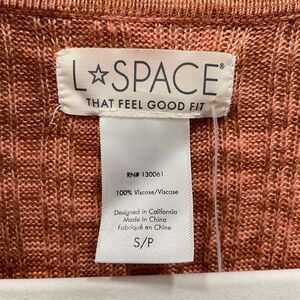 L☆SPACE®
THAT FEEL GOOD FIT
RN# 130061
100% Viscose/Viscose
Designed in California
Made in China
Fabriqué en Chine
S/P